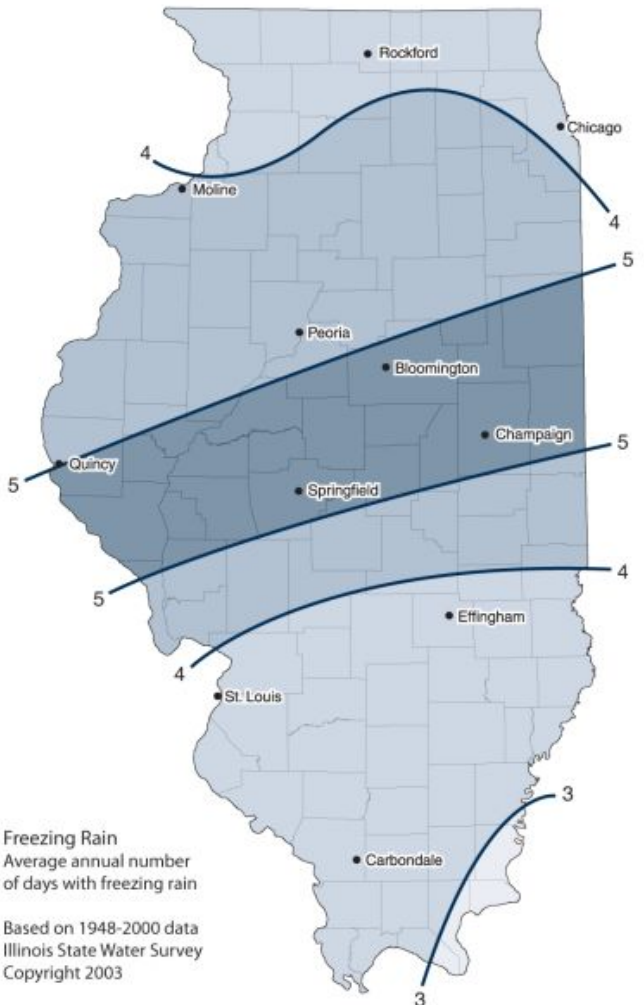 Rockford
Chicago
4
Moline
4
5
Peoria
Bloomington
Champaign
5
Quincy
5
Springfield
4
5
Effingham
4
St. Louis
3
Freezing Rain
Average annual number
of days with freezing rain
Carbondale
Based on 1948-2000 data
Illinois State Water Survey
Copyright 2003
3